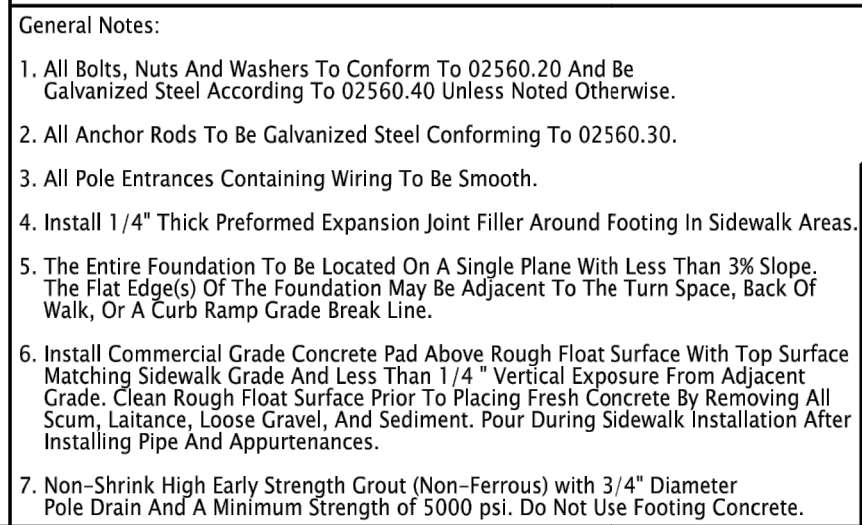 General Notes:
1. All Bolts, Nuts And Washers To Conform To 02560.20 And Be
Galvanized Steel According To 02560.40 Unless Noted Otherwise.
2. All Anchor Rods To Be Galvanized Steel Conforming To 02560.30.
3. All Pole Entrances Containing Wiring To Be Smooth.
4. Install 1/4" Thick Preformed Expansion Joint Filler Around Footing In Sidewalk Areas.
5. The Entire Foundation To Be Located On A Single Plane With Less Than 3% Slope.
The Flat Edge(s) Of The Foundation May Be Adjacent To The Turn Space, Back Of
Walk, Or A Curb Ramp Grade Break Line.
6. Install Commercial Grade Concrete Pad Above Rough Float Surface With Top Surface
Matching Sidewalk Grade And Less Than 1/4 " Vertical Exposure From Adjacent
Grade. Clean Rough Float Surface Prior To Placing Fresh Concrete By Removing All
Scum, Laitance, Loose Gravel, And Sediment. Pour During Sidewalk Installation After
Installing Pipe And Appurtenances.
7. Non-Shrink High Early Strength Grout (Non-Ferrous) with 3/4" Diameter
Pole Drain And A Minimum Strength of 5000 psi. Do Not Use Footing Concrete.